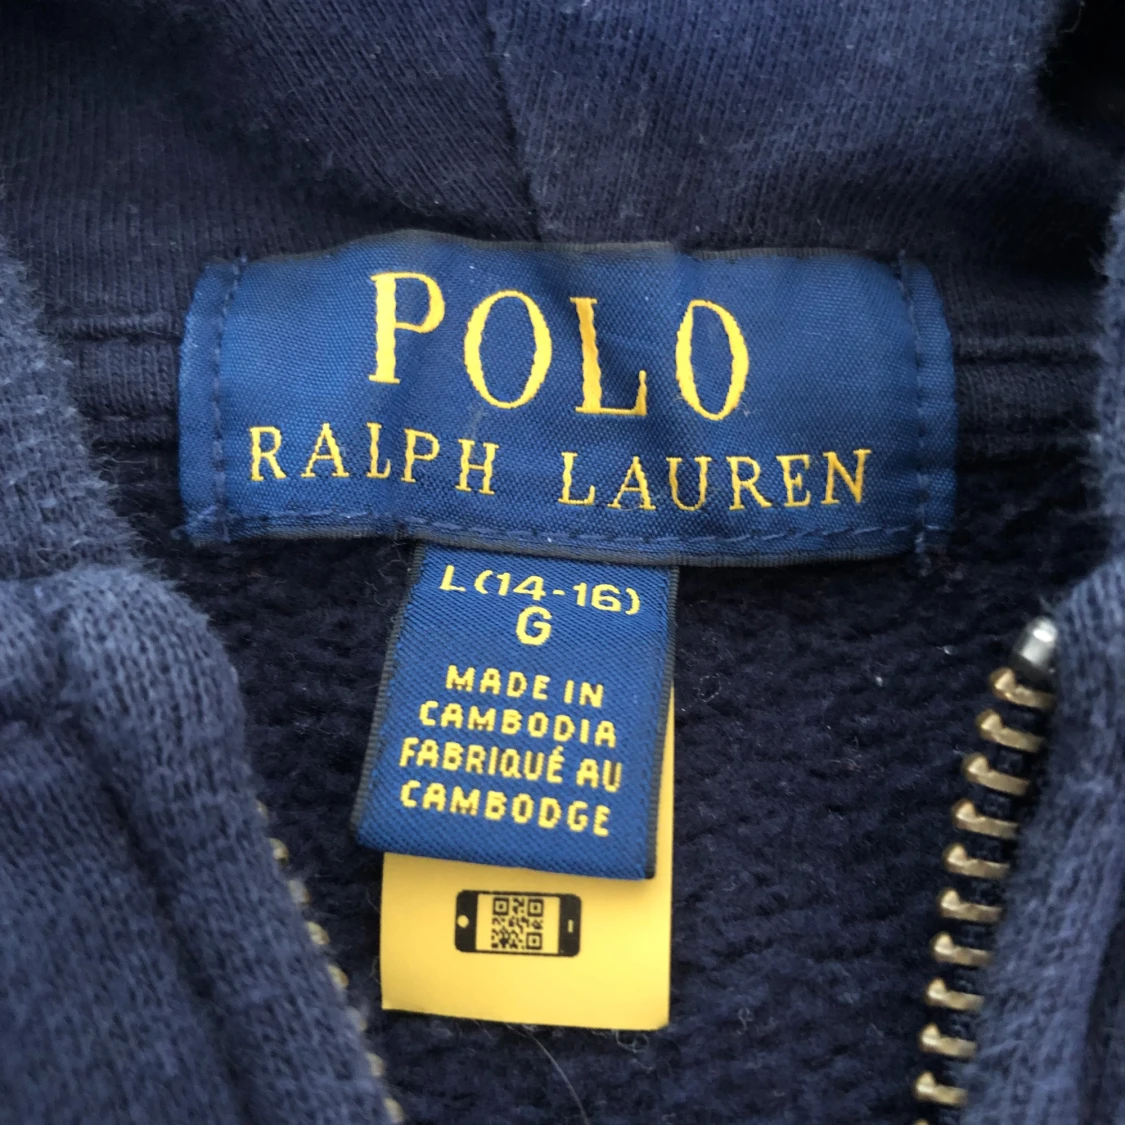 POLO
RALPH LAUREN
L(14-16)
G
MADE IN
CAMBODIA
FABRIQUÉ AU
CAMBODGE